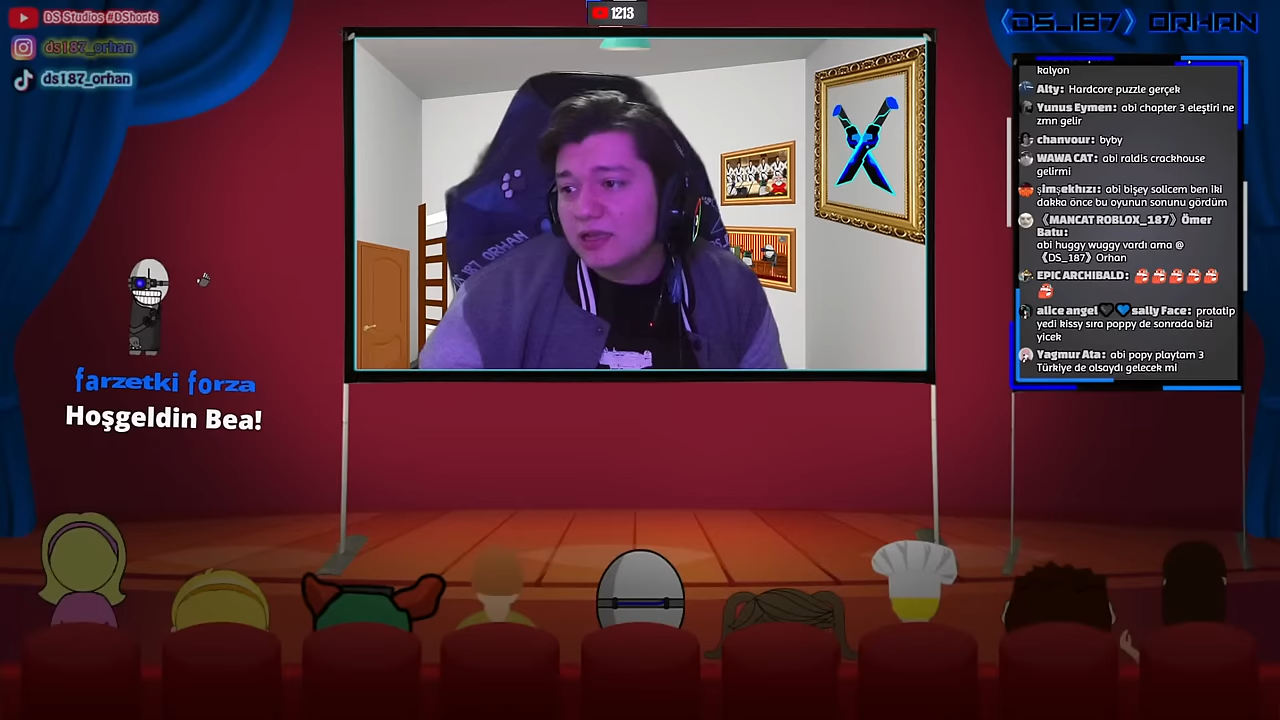 DS Studios #DShorts
ds187_orhan
ds187_orhan
1213
《DS_187》 ORHAN
kalyon
Alty: Hardcore puzzle gerçek
Yunus Eymen: abi chapter 3 eleştiri ne
zmn gelir
chanvour: byby
WAWA CAT: abi raldis crackhouse
gelirmi
şimşekhızı: abi bişey solicem ben iki
dakka önce bu oyunun sonunu gördüm
《MANCAT ROBLOX_187》Ömer
Batu:
abi huggy wuggy vardı ama @
《DS_187》Orhan
EPIC ARCHIBALD:
alice angel🖤💙sally Face: protatip
yedi kissy sıra poppy de sonrada bizi
yicek
Yagmur Ata: abi popy playtam 3
Türkiye de olsaydı gelecek mi
DS_187 ORHAN
farzetki forza
Hoşgeldin Bea!